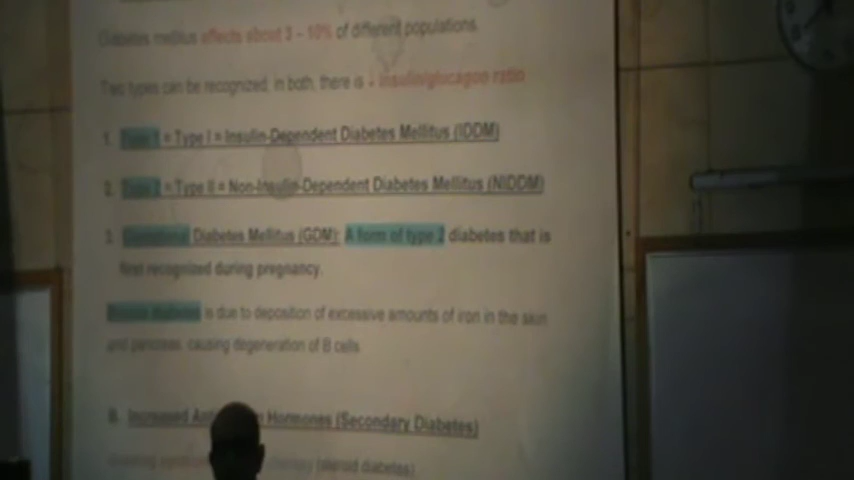 Diabetes mellitus affects about 3 – 10% of different populations.
Two types can be recognized, in both, there is ↓ insulin/glucagon ratio
1. Type 1 = Type I = Insulin-Dependent Diabetes Mellitus (IDDM)
2. Type 2 = Type II = Non-Insulin-Dependent Diabetes Mellitus (NIDDM)
3. Gestational Diabetes Mellitus (GDM): A form of type 2 diabetes that is
first recognized during pregnancy.
Bronze diabetes is due to deposition of excessive amounts of iron in the skin
and pancreas, causing degeneration of B cells
B. Increased Hormones (Secondary Diabetes)
(steroid diabetes)